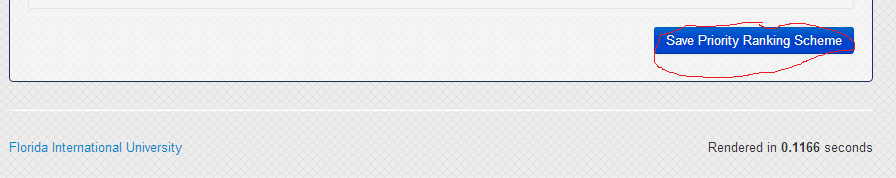 Save Priority Ranking Scheme
Florida International University
Rendered in 0.1166 seconds